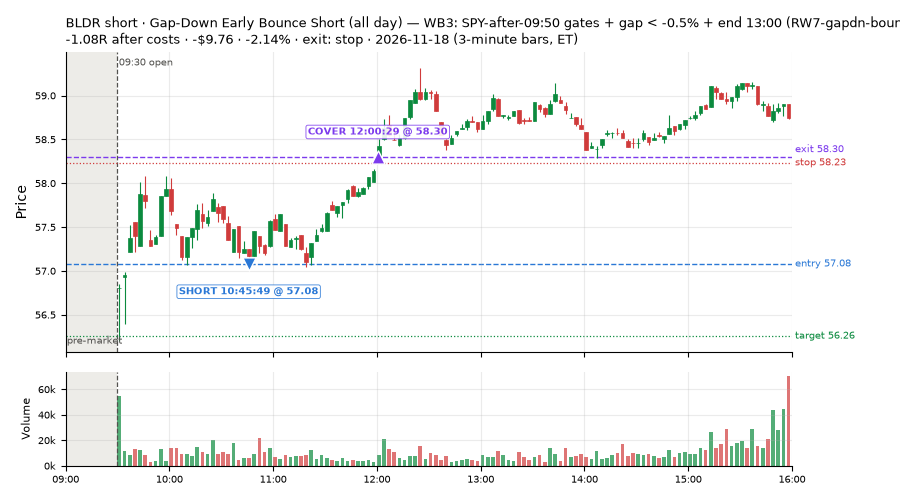 BLDR short · Gap-Down Early Bounce Short (all day) — WB3: SPY-after-09:50 gates + gap < -0.5% + end 13:00 (RW7-gapdn-bour
-1.08R after costs · -$9.76 · -2.14% · exit: stop · 2026-11-18 (3-minute bars, ET)
09:30 open
59.0
58.5
58.0
57.5
57.0
56.5
Price
COVER 12:00:29 @ 58.30
exit 58.30
stop 58.23
entry 57.08
SHORT 10:45:49 @ 57.08
target 56.26
pre-market
60k
40k
20k
0k
Volume
09:00 10:00 11:00 12:00 13:00 14:00 15:00 16:00